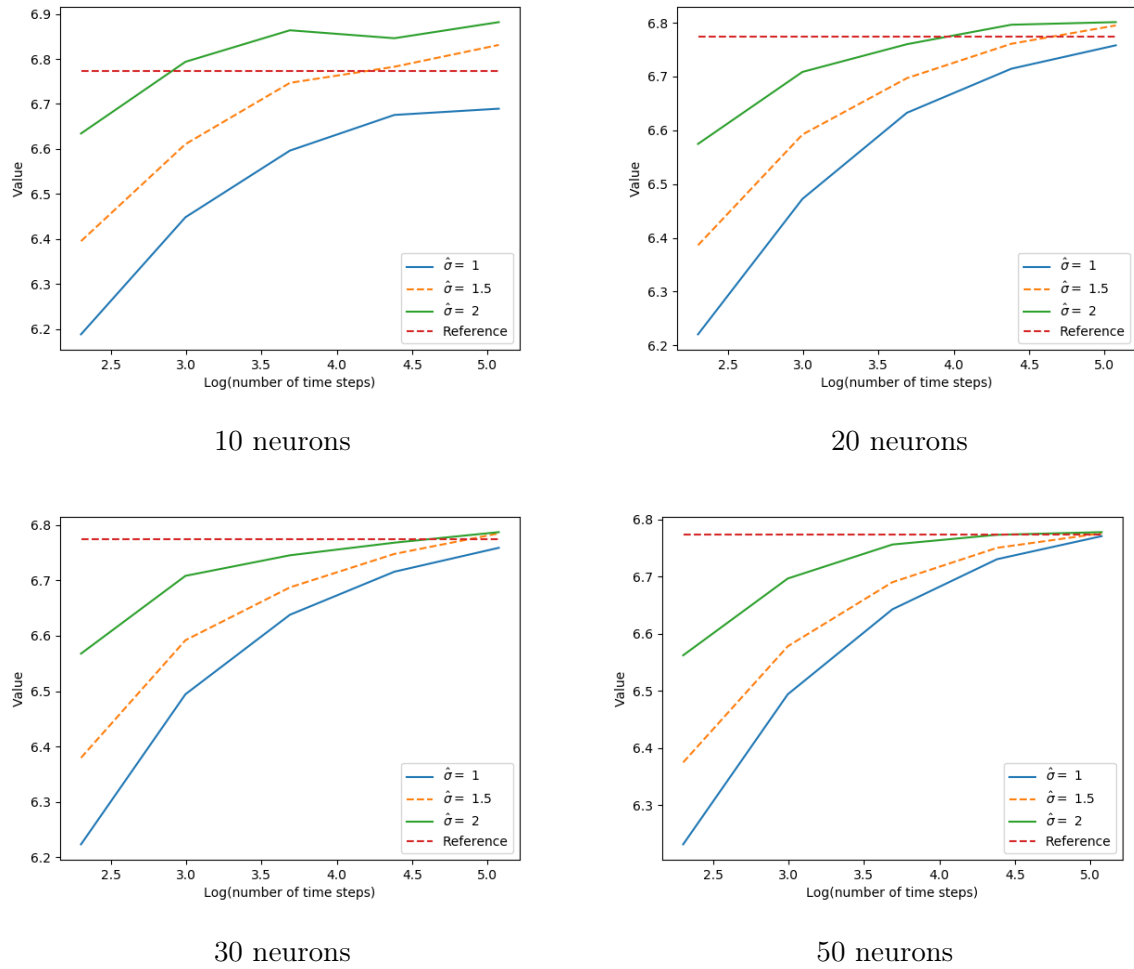 6.9
6.8
6.7
6.6
6.5
6.4
6.3
6.2
Value
2.5 3.0 3.5 4.0 4.5 5.0
Log(number of time steps)
σ̂ = 1
σ̂ = 1.5
σ̂ = 2
Reference
10 neurons
6.8
6.7
6.6
6.5
6.4
6.3
6.2
Value
2.5 3.0 3.5 4.0 4.5 5.0
Log(number of time steps)
σ̂ = 1
σ̂ = 1.5
σ̂ = 2
Reference
20 neurons
6.8
6.7
6.6
6.5
6.4
6.3
6.2
Value
2.5 3.0 3.5 4.0 4.5 5.0
Log(number of time steps)
σ̂ = 1
σ̂ = 1.5
σ̂ = 2
Reference
30 neurons
6.8
6.7
6.6
6.5
6.4
6.3
Value
2.5 3.0 3.5 4.0 4.5 5.0
Log(number of time steps)
σ̂ = 1
σ̂ = 1.5
σ̂ = 2
Reference
50 neurons